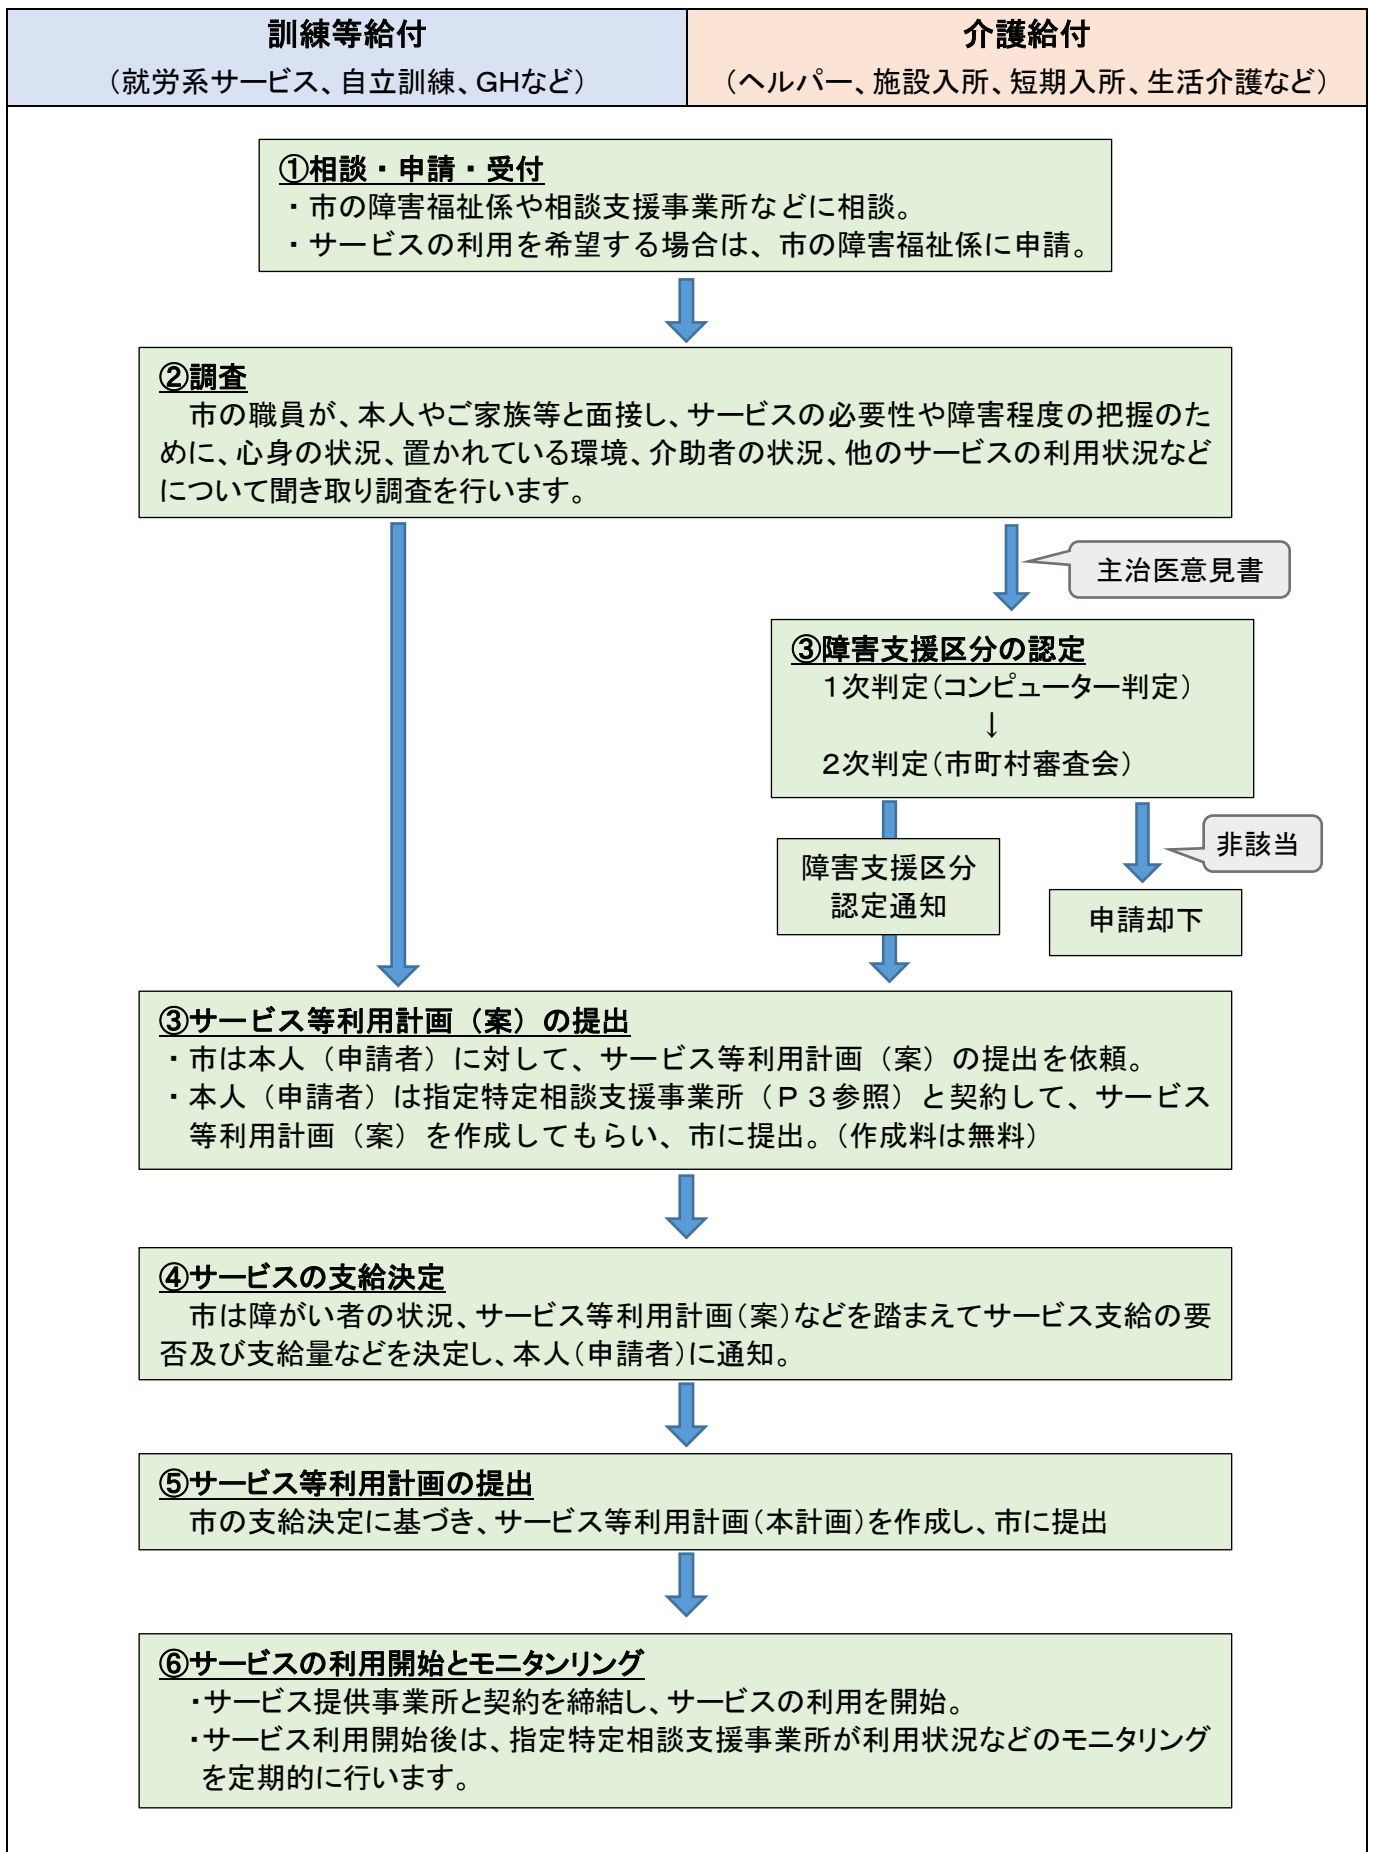 訓練等給付
（就労系サービス、自立訓練、GHなど）
介護給付
（ヘルパー、施設入所、短期入所、生活介護など）
①相談・申請・受付
・市の障害福祉係や相談支援事業所などに相談。
・サービスの利用を希望する場合は、市の障害福祉係に申請。
②調査
市の職員が、本人やご家族等と面接し、サービスの必要性や障害程度の把握のた
めに、心身の状況、置かれている環境、介助者の状況、他のサービスの利用状況など
について聞き取り調査を行います。
主治医意見書
③障害支援区分の認定
１次判定（コンピューター判定）
↓
２次判定（市町村審査会）
障害支援区分
認定通知
非該当
申請却下
③サービス等利用計画（案）の提出
・市は本人（申請者）に対して、サービス等利用計画（案）の提出を依頼。
・本人（申請者）は指定特定相談支援事業所（Ｐ３参照）と契約して、サービス
等利用計画（案）を作成してもらい、市に提出。（作成料は無料）
④サービスの支給決定
市は障がい者の状況、サービス等利用計画（案）などを踏まえてサービス支給の要
否及び支給量などを決定し、本人（申請者）に通知。
⑤サービス等利用計画の提出
市の支給決定に基づき、サービス等利用計画（本計画）を作成し、市に提出
⑥サービスの利用開始とモニタンリング
・サービス提供事業所と契約を締結し、サービスの利用を開始。
・サービス利用開始後は、指定特定相談支援事業所が利用状況などのモニタリング
を定期的に行います。